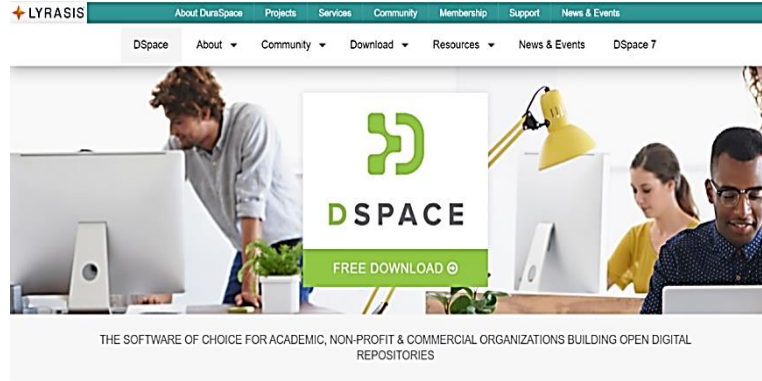 LYRASIS
About DuraSpace Projects Services Community Membership Support News & Events
DSpace About Community Download Resources News & Events DSpace 7
DSPACE
FREE DOWNLOAD
THE SOFTWARE OF CHOICE FOR ACADEMIC, NON-PROFIT & COMMERCIAL ORGANIZATIONS BUILDING OPEN DIGITAL
REPOSITORIES